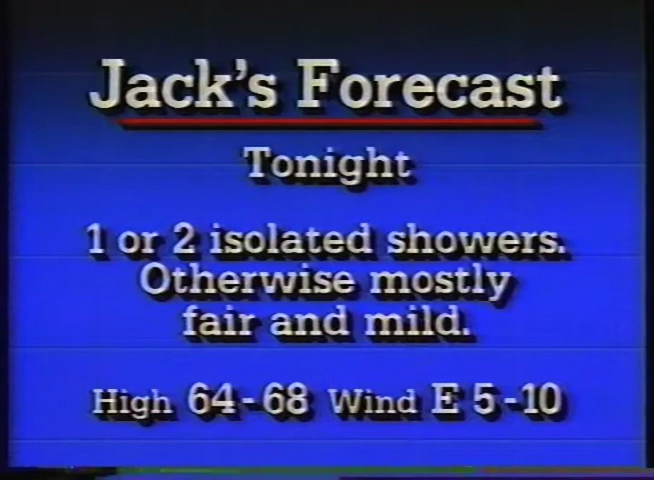 Jack's Forecast
Tonight
1 or 2 isolated showers.
Otherwise mostly
fair and mild.
High 64-68 Wind E 5-10